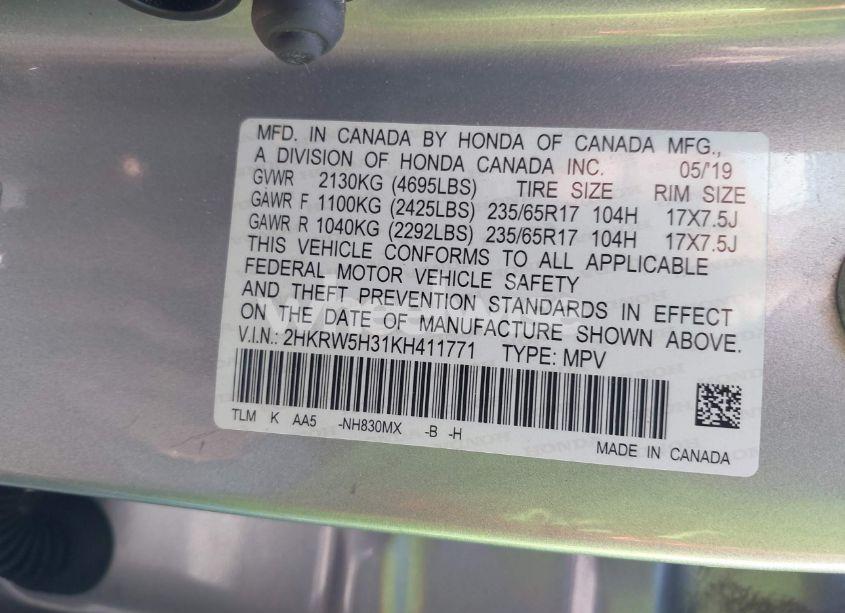 MFD. IN CANADA BY HONDA OF CANADA MFG.,
A DIVISION OF HONDA CANADA INC. 05/'19
GVWR 2130KG (4695LBS) TIRE SIZE RIM SIZE
GAWR F 1100KG (2425LBS) 235/65R17 104H 17X7.5J
GAWR R 1040KG (2292LBS) 235/65R17 104H 17X7.5J
THIS VEHICLE CONFORMS TO ALL APPLICABLE
FEDERAL MOTOR VEHICLE SAFETY
AND THEFT PREVENTION STANDARDS IN EFFECT
ON THE DATE OF MANUFACTURE SHOWN ABOVE.
V.I.N.: 2HKRW5H31KH411771 TYPE: MPV
TLM K AA5 -NH830MX -B -H
MADE IN CANADA